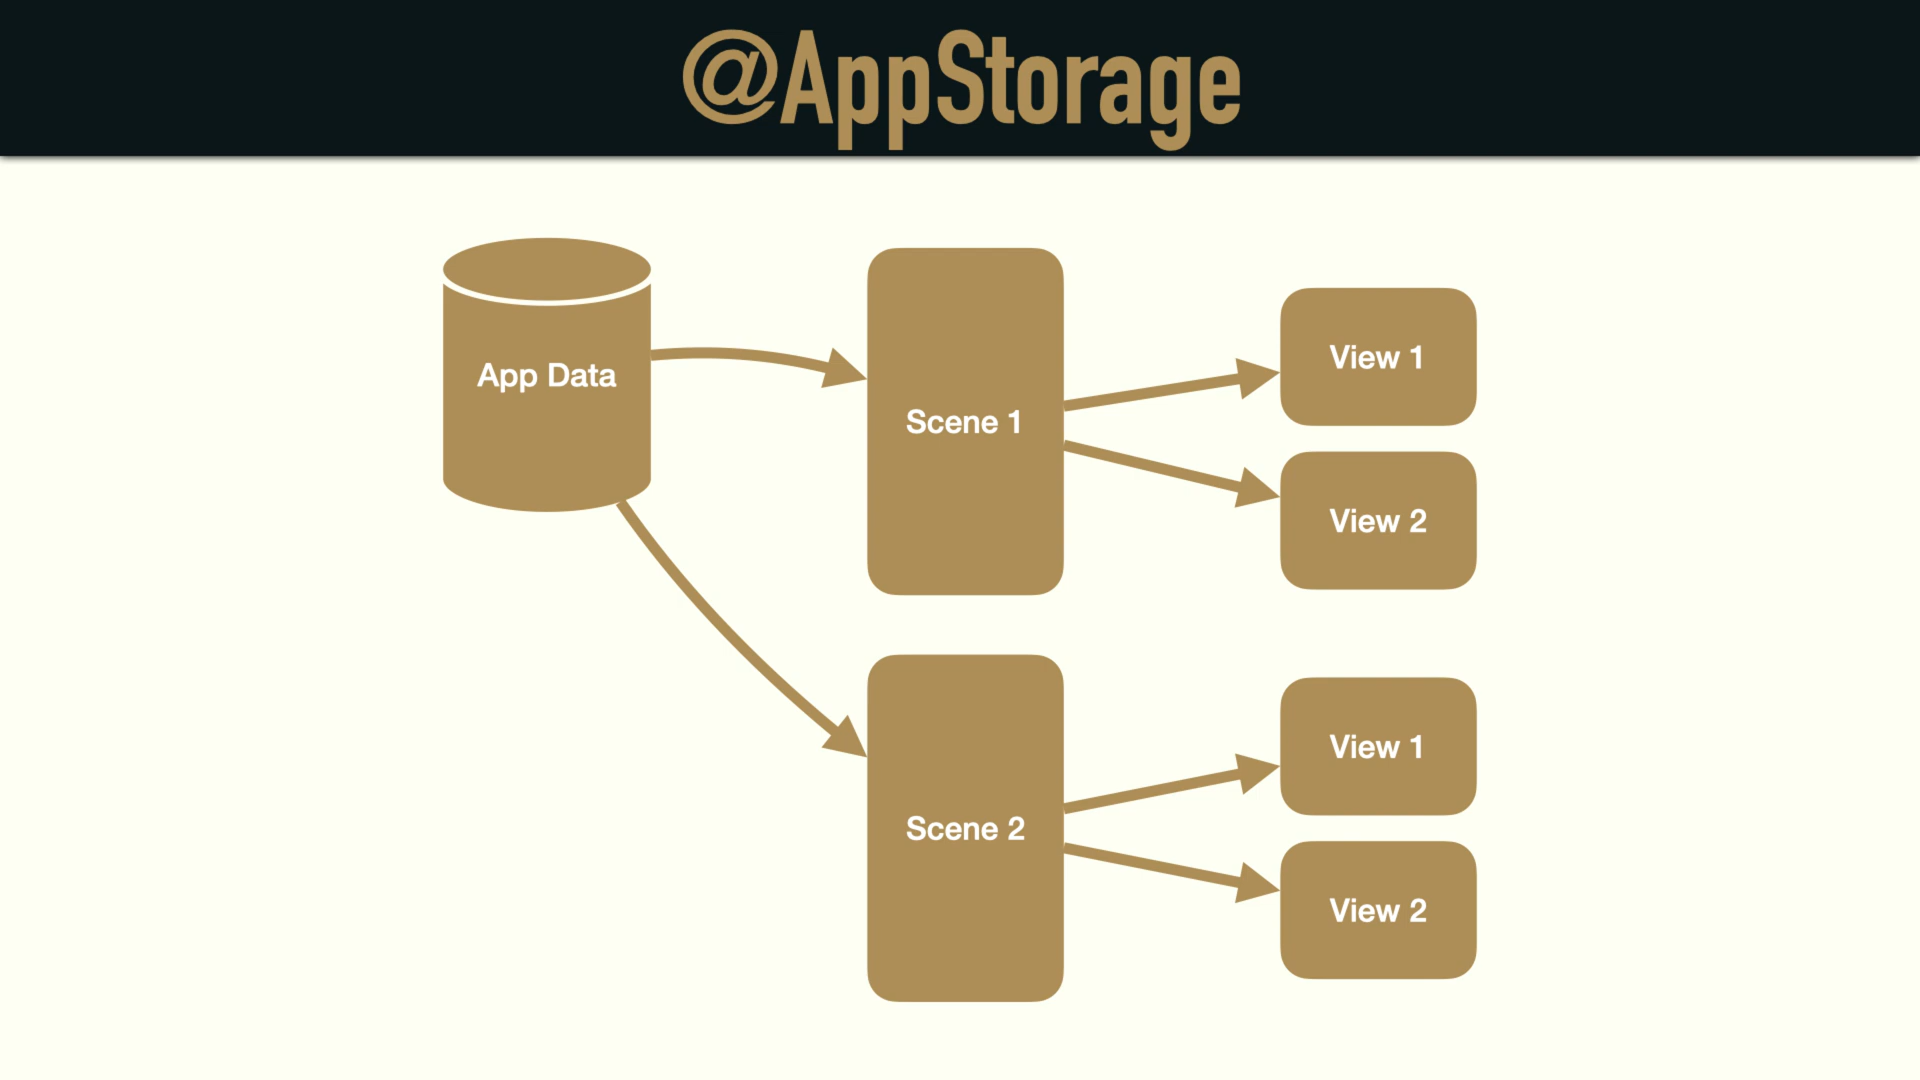 @AppStorage
App Data
Scene 1
View 1
View 2
Scene 2
View 1
View 2